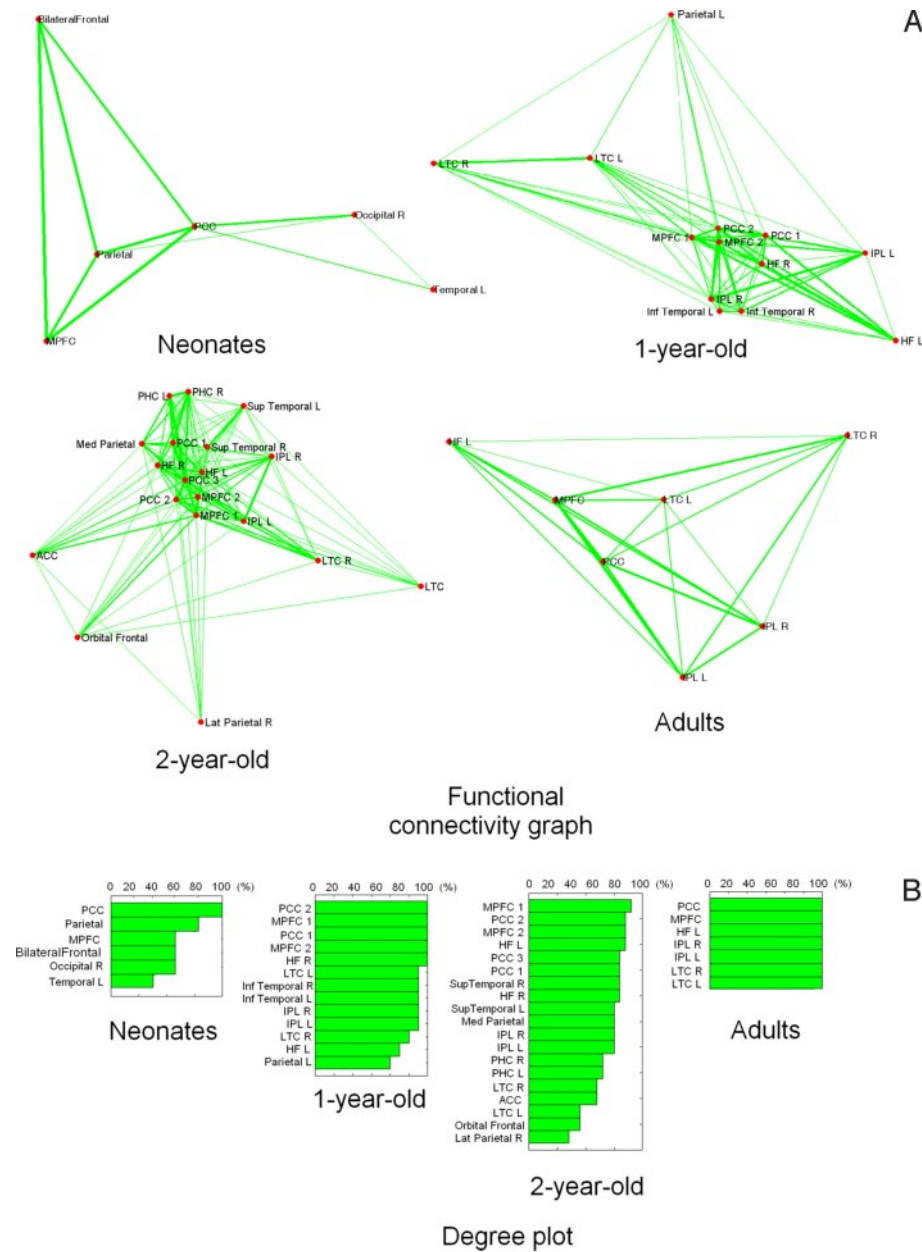 A
BilateralFrontal
PCC
Occipital R
Parietal
Temporal L
MPFC
Neonates
Parietal L
LTC R
LTC L
PCC 2
PCC 1
MPFC 1
MPFC 2
IPL L
HF R
IPL R
Inf Temporal L
Inf Temporal R
HF L
1-year-old
PHC L
PHC R
Sup Temporal L
Med Parietal
PCC 1
Sup Temporal R
IPL R
HF R
HF L
PCC 3
PCC 2
MPFC 2
MPFC 1
IPL L
ACC
LTC R
LTC
Orbital Frontal
Lat Parietal R
2-year-old
HF L
LTC R
MPFC
LTC L
PCC
IPL R
IPL L
Adults
Functional
connectivity graph
B
0 20 40 60 80 100 (%)
PCC
Parietal
MPFC
BilateralFrontal
Occipital R
Temporal L
Neonates
0 20 40 60 80 100 (%)
PCC 2
MPFC 1
PCC 1
MPFC 2
HF R
LTC L
Inf Temporal R
Inf Temporal L
IPL R
IPL L
LTC R
HF L
Parietal L
1-year-old
0 20 40 60 80 100 (%)
MPFC 1
PCC 2
MPFC 2
HF L
PCC 3
PCC 1
SupTemporal R
HF R
SupTemporal L
Med Parietal
IPL R
IPL L
PHC R
PHC L
LTC R
ACC
LTC L
Orbital Frontal
Lat Parietal R
2-year-old
0 20 40 60 80 100 (%)
PCC
MPFC
HF L
IPL R
IPL L
LTC R
LTC L
Adults
Degree plot